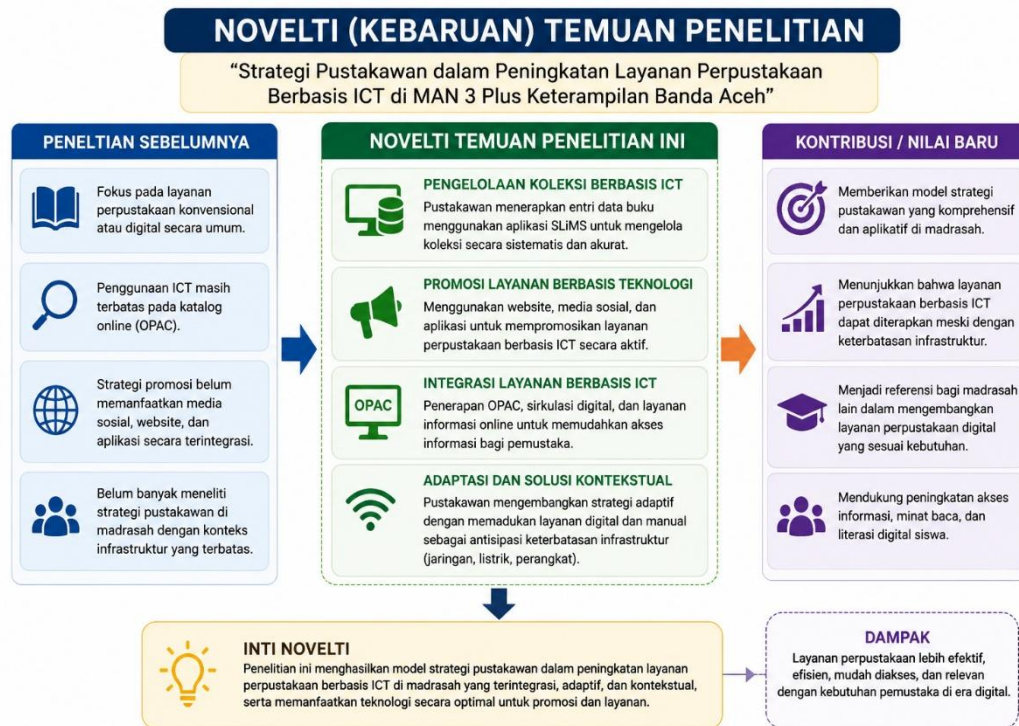 NOVELTI (KEBARUAN) TEMUAN PENELITIAN
“Strategi Pustakawan dalam Peningkatan Layanan Perpustakaan
Berbasis ICT di MAN 3 Plus Keterampilan Banda Aceh”
PENELTIAN SEBELUMNYA
Fokus pada layanan
perpustakaan konvensional
atau digital secara umum.
Penggunaan ICT masih
terbatas pada katalog
online (OPAC).
Strategi promosi belum
memanfaatkan media
sosial, website, dan
aplikasi secara terintegrasi.
Belum banyak meneliti
strategi pustakawan di
madrasah dengan konteks
infrastruktur yang terbatas.
NOVELTI TEMUAN PENELITIAN INI
PENGELOLAAN KOLEKSI BERBASIS ICT
Pustakawan menerapkan entri data buku
menggunakan aplikasi SLiMS untuk mengelola
koleksi secara sistematis dan akurat.
PROMOSI LAYANAN BERBASIS TEKNOLOGI
Menggunakan website, media sosial, dan
aplikasi untuk mempromosikan layanan
perpustakaan berbasis ICT secara aktif.
OPAC
INTEGRASI LAYANAN BERBASIS ICT
Penerapan OPAC, sirkulasi digital, dan layanan
informasi online untuk memudahkan akses
informasi bagi pemustaka.
ADAPTASI DAN SOLUSI KONTEKSTUAL
Pustakawan mengembangkan strategi adaptif
dengan memadukan layanan digital dan manual
sebagai antisipasi keterbatasan infrastruktur
(jaringan, listrik, perangkat).
KONTRIBUSI / NILAI BARU
Memberikan model strategi
pustakawan yang komprehensif
dan aplikatif di madrasah.
Menunjukkan bahwa layanan
perpustakaan berbasis ICT
dapat diterapkan meski dengan
keterbatasan infrastruktur.
Menjadi referensi bagi madrasah
lain dalam mengembangkan
layanan perpustakaan digital
yang sesuai kebutuhan.
Mendukung peningkatan akses
informasi, minat baca, dan
literasi digital siswa.
INTI NOVELTI
Penelitian ini menghasilkan model strategi pustakawan dalam peningkatan layanan
perpustakaan berbasis ICT di madrasah yang terintegrasi, adaptif, dan kontekstual,
serta memanfaatkan teknologi secara optimal untuk promosi dan layanan.
DAMPAK
Layanan perpustakaan lebih efektif,
efisien, mudah diakses, dan relevan
dengan kebutuhan pemustaka di era digital.